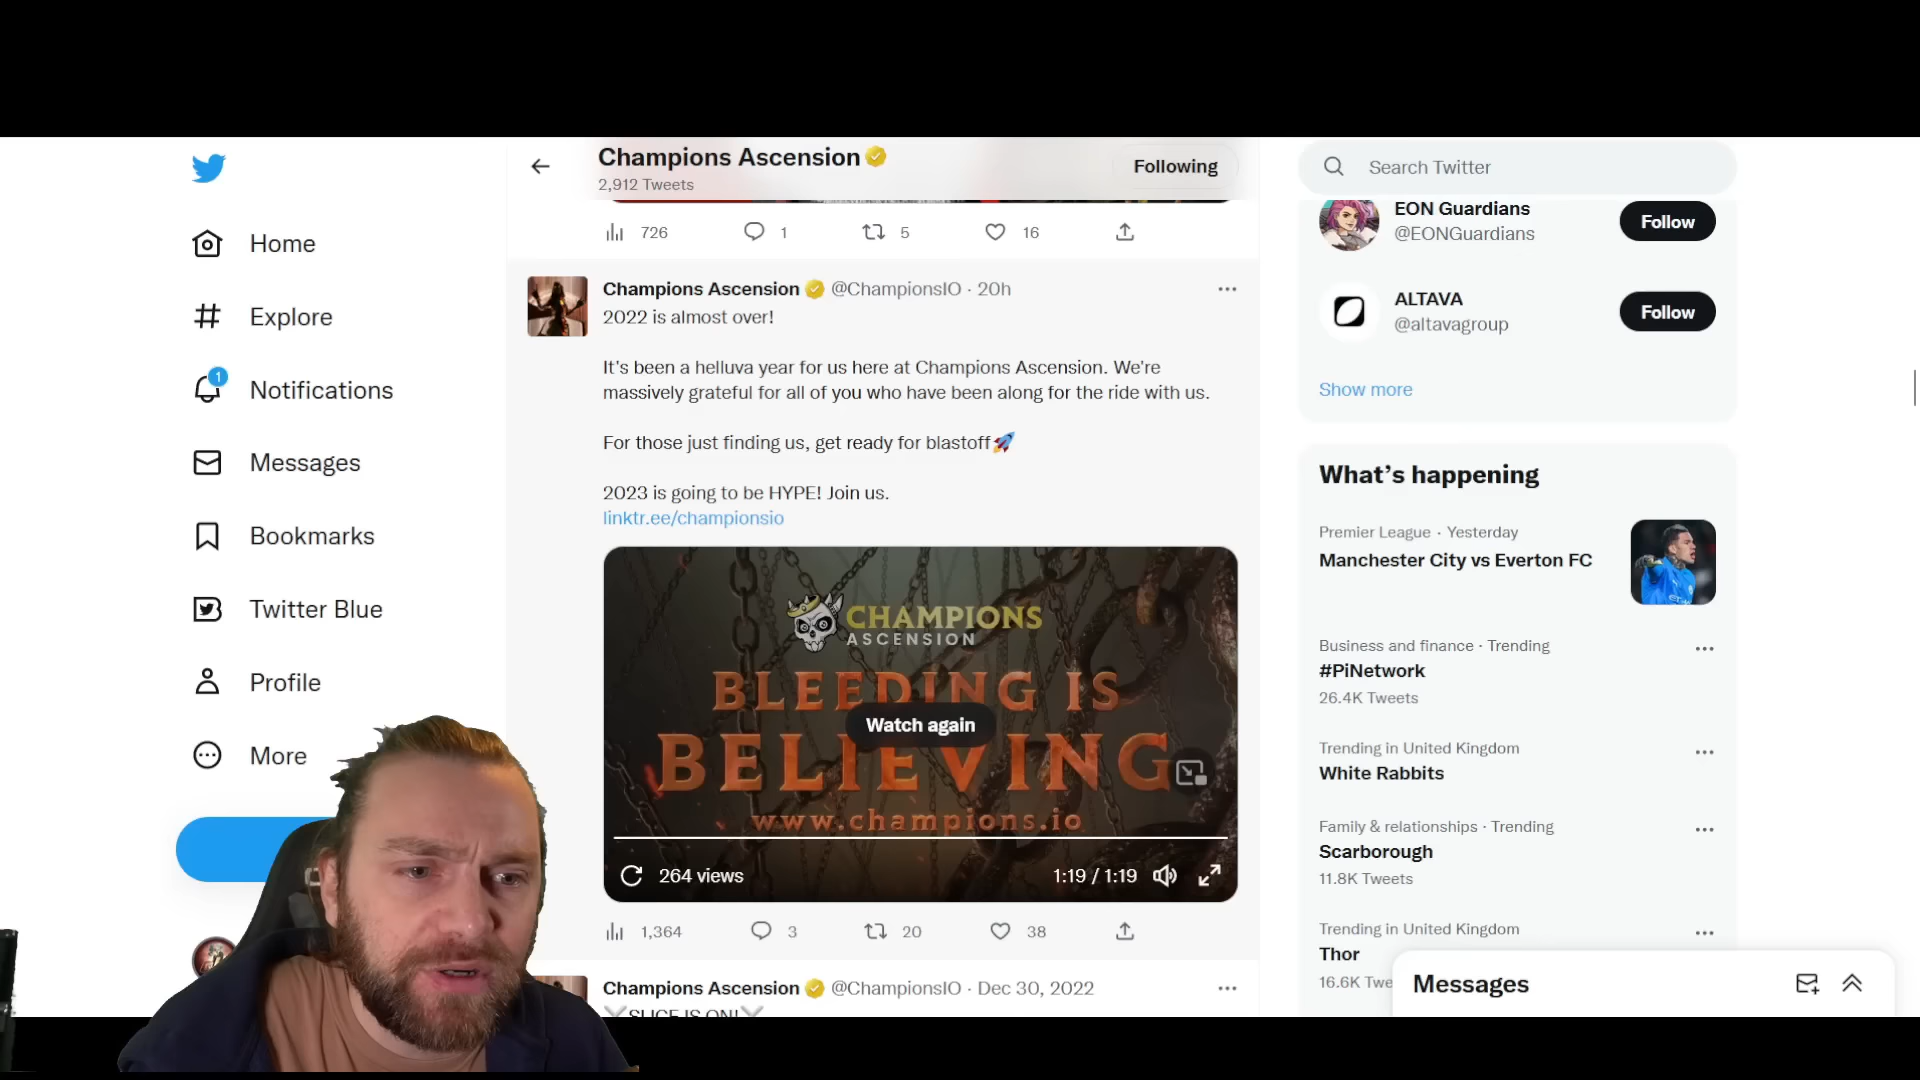 Home
Explore
1
Notifications
Messages
Bookmarks
Twitter Blue
Profile
More
Champions Ascension
2,912 Tweets
Following
726 1 5 16
Champions Ascension @ChampionsIO · 20h
2022 is almost over!
It's been a helluva year for us here at Champions Ascension. We're
massively grateful for all of you who have been along for the ride with us.
For those just finding us, get ready for blastoff🚀
2023 is going to be HYPE! Join us.
linktr.ee/championsio
CHAMPIONS
ASCENSION
BLEEDING IS
Watch again
BELIEVING
www.champions.io
264 views
1:19 / 1:19
1,364 3 20 38
Champions Ascension @ChampionsIO · Dec 30, 2022
SLICE IS ON!
Search Twitter
EON Guardians
@EONGuardians
Follow
ALTAVA
@altavagroup
Follow
Show more
What's happening
Premier League · Yesterday
Manchester City vs Everton FC
Business and finance · Trending
#PiNetwork
26.4K Tweets
Trending in United Kingdom
White Rabbits
Family & relationships · Trending
Scarborough
11.8K Tweets
Trending in United Kingdom
Thor
16.6K Twe
Messages